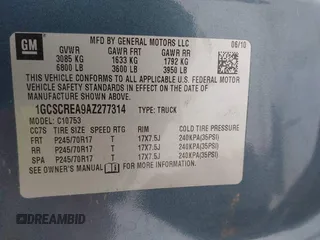 GM
MFD BY GENERAL MOTORS LLC
06/10
GVWR GAWR FRT GAWR RR
3085 KG 1633 KG 1792 KG
6800 LB 3600 LB 3950 LB
THIS VEHICLE CONFORMS TO ALL APPLICABLE U.S. FEDERAL MOTOR
VEHICLE SAFETY STANDARDS IN EFFECT ON THE DATE OF
MANUFACTURE SHOWN ABOVE.
1GCSCREA9AZ277314 TYPE: TRUCK
MODEL: C10753
CC7S TIRE SIZE SPEED RTG RIM COLD TIRE PRESSURE
FRT P245/70R17 T 17X7.5J 240KPA(35PSI)
RR P245/70R17 T 17X7.5J 240KPA(35PSI)
SPA P245/70R17 T 17X7.5J 240KPA(35PSI)
SEE OWNER'S MANUAL FOR MORE INFORMATION.
DREAMBID